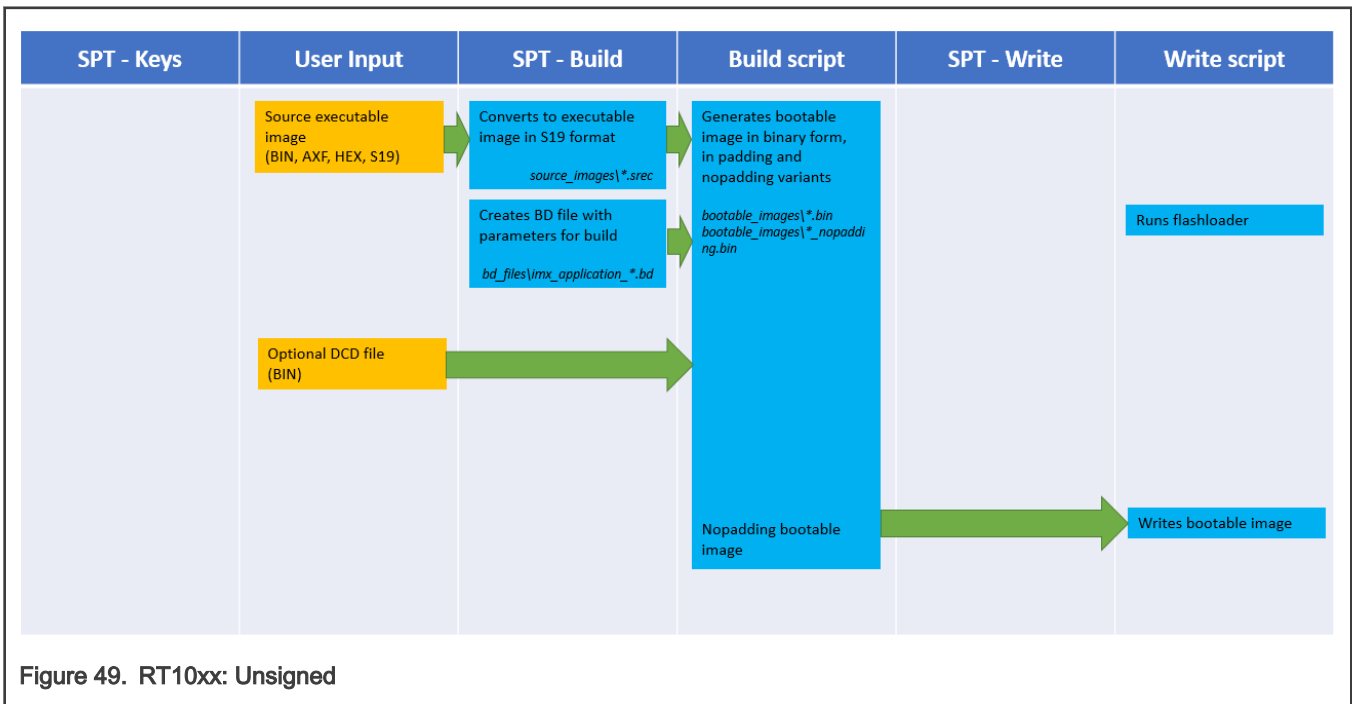 SPT - Keys
User Input
SPT - Build
Build script
SPT - Write
Write script
Source executable
image
(BIN, AXF, HEX, S19)
Converts to executable
image in S19 format
source_images\*.srec
Generates bootable
image in binary form,
in padding and
nopadding variants
bootable_images\*.bin
bootable_images\*_nopaddi
ng.bin
Creates BD file with
parameters for build
bd_files\imx_application_*.bd
Runs flashloader
Optional DCD file
(BIN)
Nopadding bootable
image
Writes bootable image
Figure 49. RT10xx: Unsigned